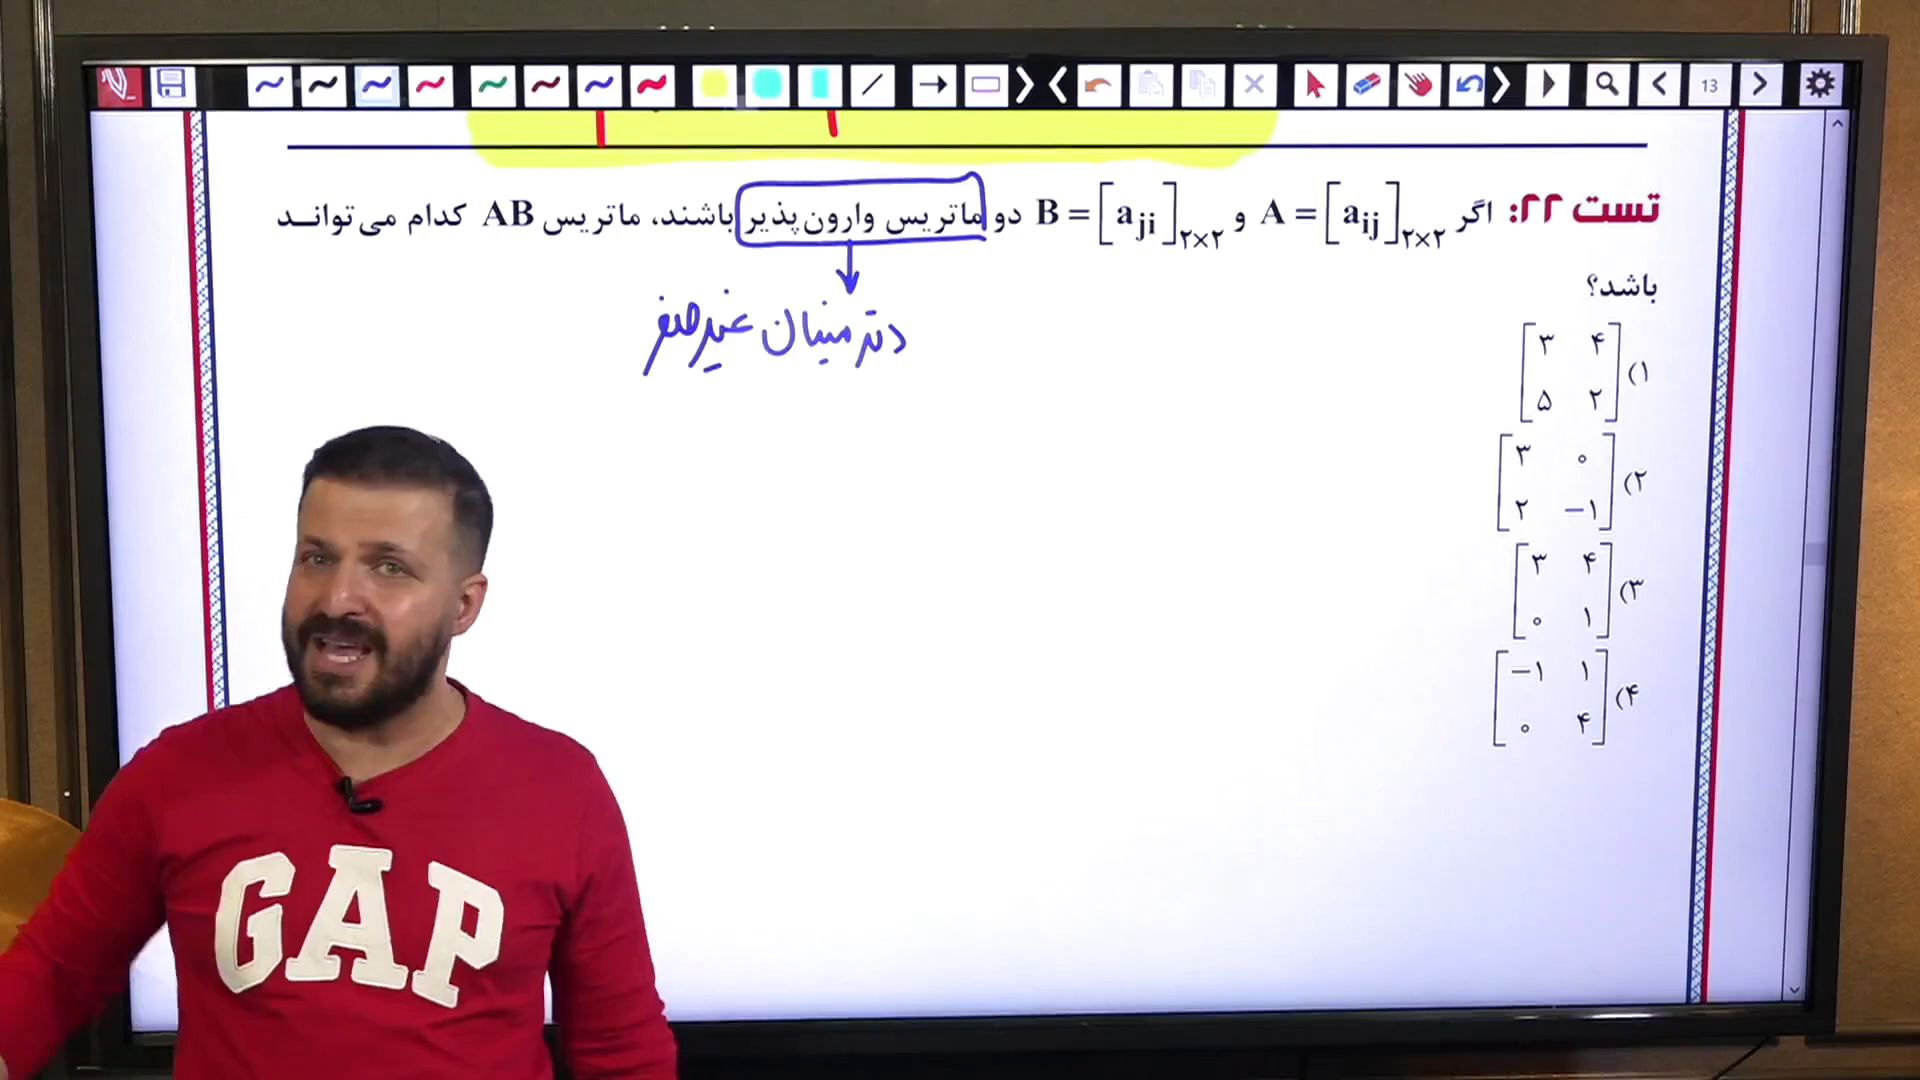 13
تست ۲۲: اگر A = [a ij] ۲×۲ و B = [a ji] ۲×۲ دو ماتریس وارون‌پذیر باشند، ماتریس AB کدام می‌تواند
باشد؟
دترمینان غیرصفر
۱) [۳ ۴
۵ ۲]
۲) [۳ ۰
۲ −۱]
۳) [۳ ۴
۰ ۱]
۴) [−۱ ۱
۰ ۴]
GAP